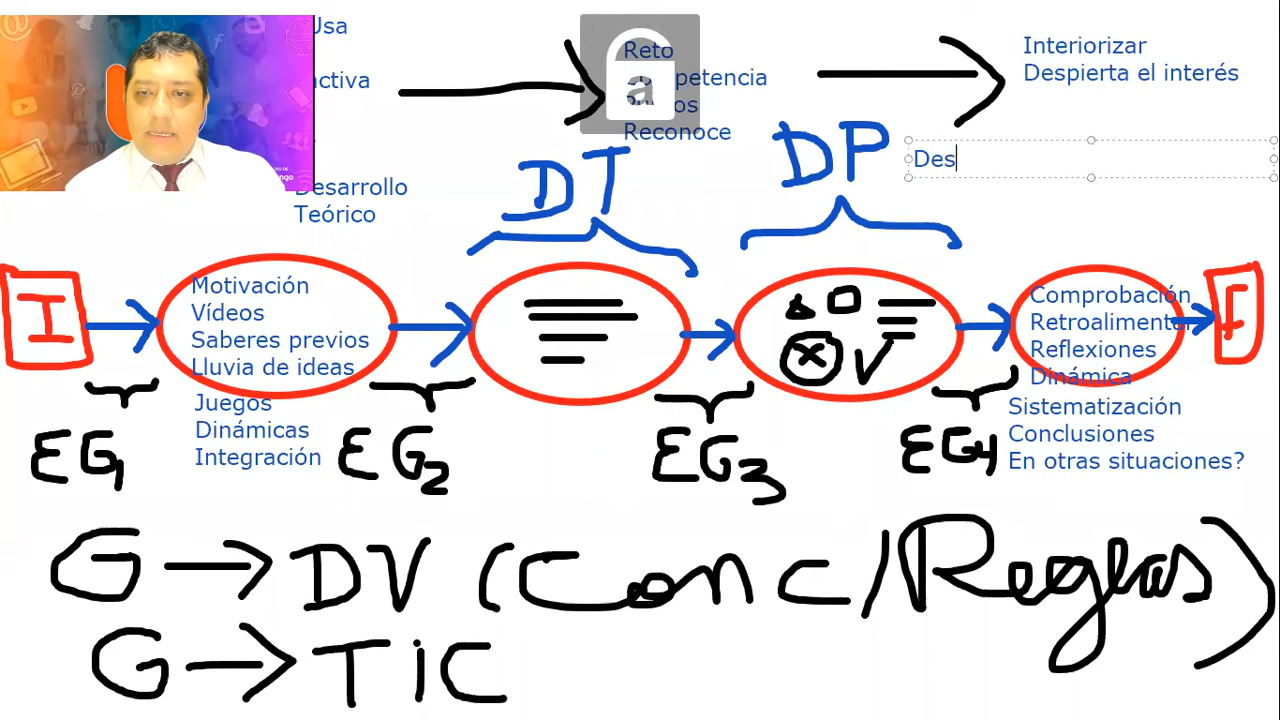 Usa
Reto
Interiorizar
Despierta el interés
Reconoce
DT
DP
Des
Desarrollo
Teórico
I
Motivación
Vídeos
Saberes previos
Lluvia de ideas
Juegos
Dinámicas
Integración
Comprobación
Retroalimentar
Reflexiones
Dinámica
Sistematización
Conclusiones
En otras situaciones?
F
EG1
EG2
EG3
EG4
G → DV (Conc/Reglas)
G → TiC